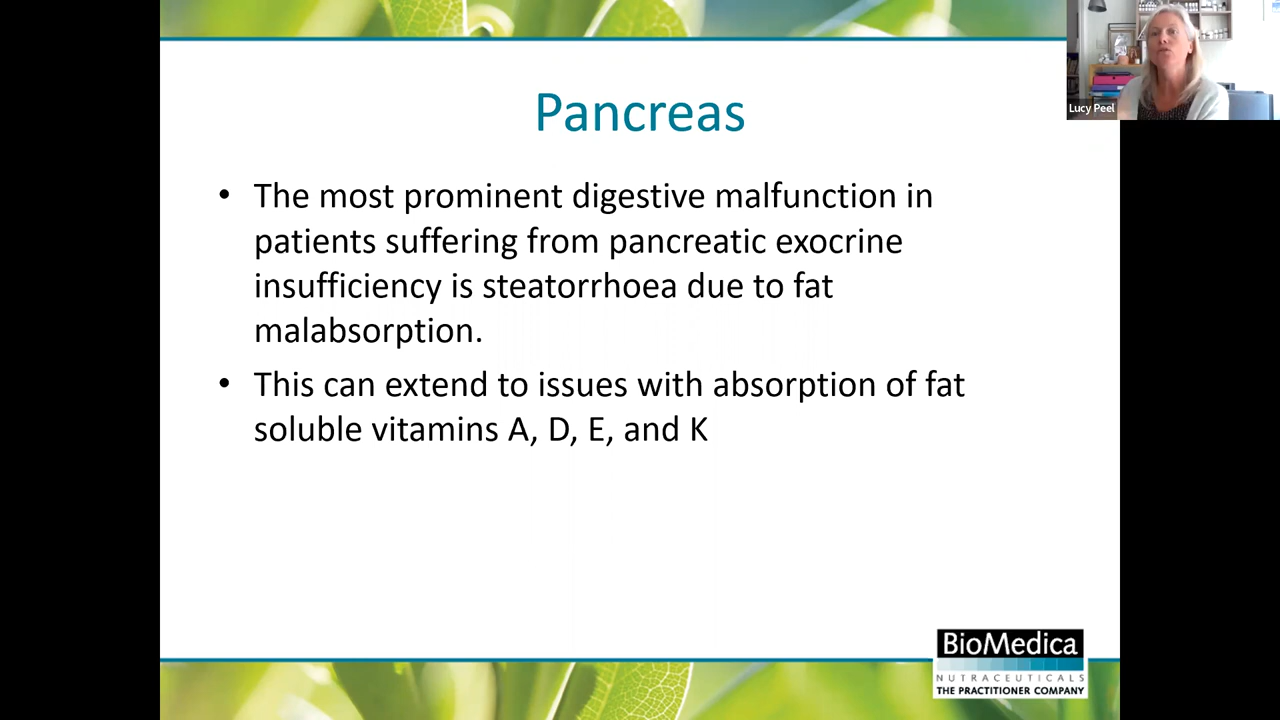 Lucy Peel
Pancreas
• The most prominent digestive malfunction in
patients suffering from pancreatic exocrine
insufficiency is steatorrhoea due to fat
malabsorption.
• This can extend to issues with absorption of fat
soluble vitamins A, D, E, and K
BioMedica
NUTRACEUTICALS
THE PRACTITIONER COMPANY